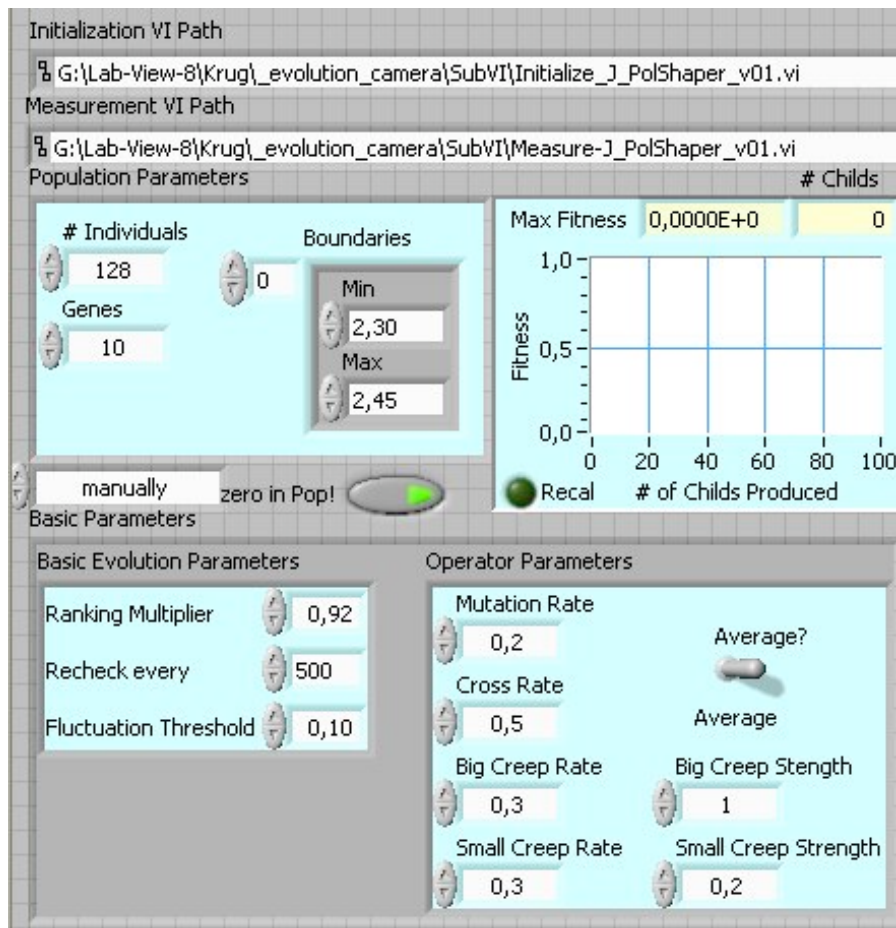 Initialization VI Path
G:\Lab-View-8\Krug\_evolution_camera\SubVI\Initialize_J_PolShaper_v01.vi
Measurement VI Path
G:\Lab-View-8\Krug\_evolution_camera\SubVI\Measure-J_PolShaper_v01.vi
Population Parameters
# Individuals
128
Genes
10
Boundaries
0
Min
2,30
Max
2,45
# Childs
Max Fitness 0,0000E+0 0
Fitness
1,0
0,5
0,0
0 20 40 60 80 100
Recal # of Childs Produced
manually zero in Pop!
Basic Parameters
Basic Evolution Parameters
Ranking Multiplier 0,92
Recheck every 500
Fluctuation Threshold 0,10
Operator Parameters
Mutation Rate
0,2
Average?
Average
Cross Rate
0,5
Big Creep Rate Big Creep Stength
0,3 1
Small Creep Rate Small Creep Strength
0,3 0,2